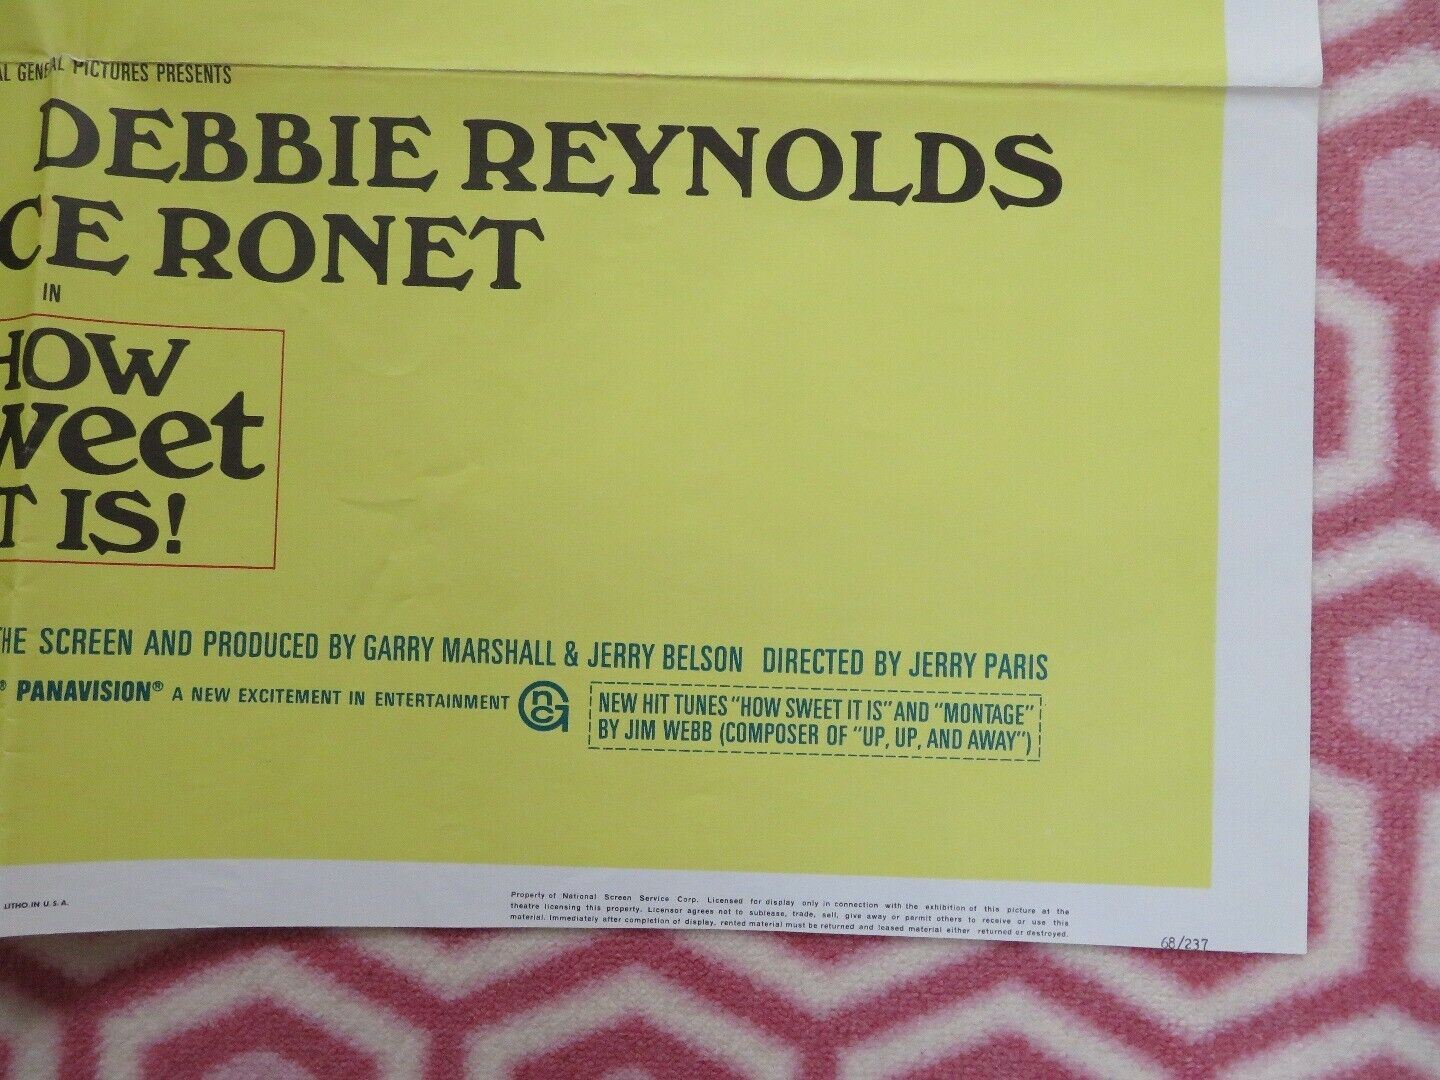 AL GENERAL PICTURES PRESENTS
DEBBIE REYNOLDS
CE RONET
IN
HOW
weet
T IS!
THE SCREEN AND PRODUCED BY GARRY MARSHALL & JERRY BELSON DIRECTED BY JERRY PARIS
® PANAVISION® A NEW EXCITEMENT IN ENTERTAINMENT ngc
NEW HIT TUNES "HOW SWEET IT IS" AND "MONTAGE"
BY JIM WEBB (COMPOSER OF "UP, UP, AND AWAY")
LITHO. IN U.S.A.
Property of National Screen Service Corp. Licensed for display only in connection with the exhibition of this picture at the
theatre licensing this property. Licensor agrees not to sublease, trade, sell, give away or permit others to receive or use this
material. Immediately after completion of display, rented material must be returned and leased material either returned or destroyed.
68/237